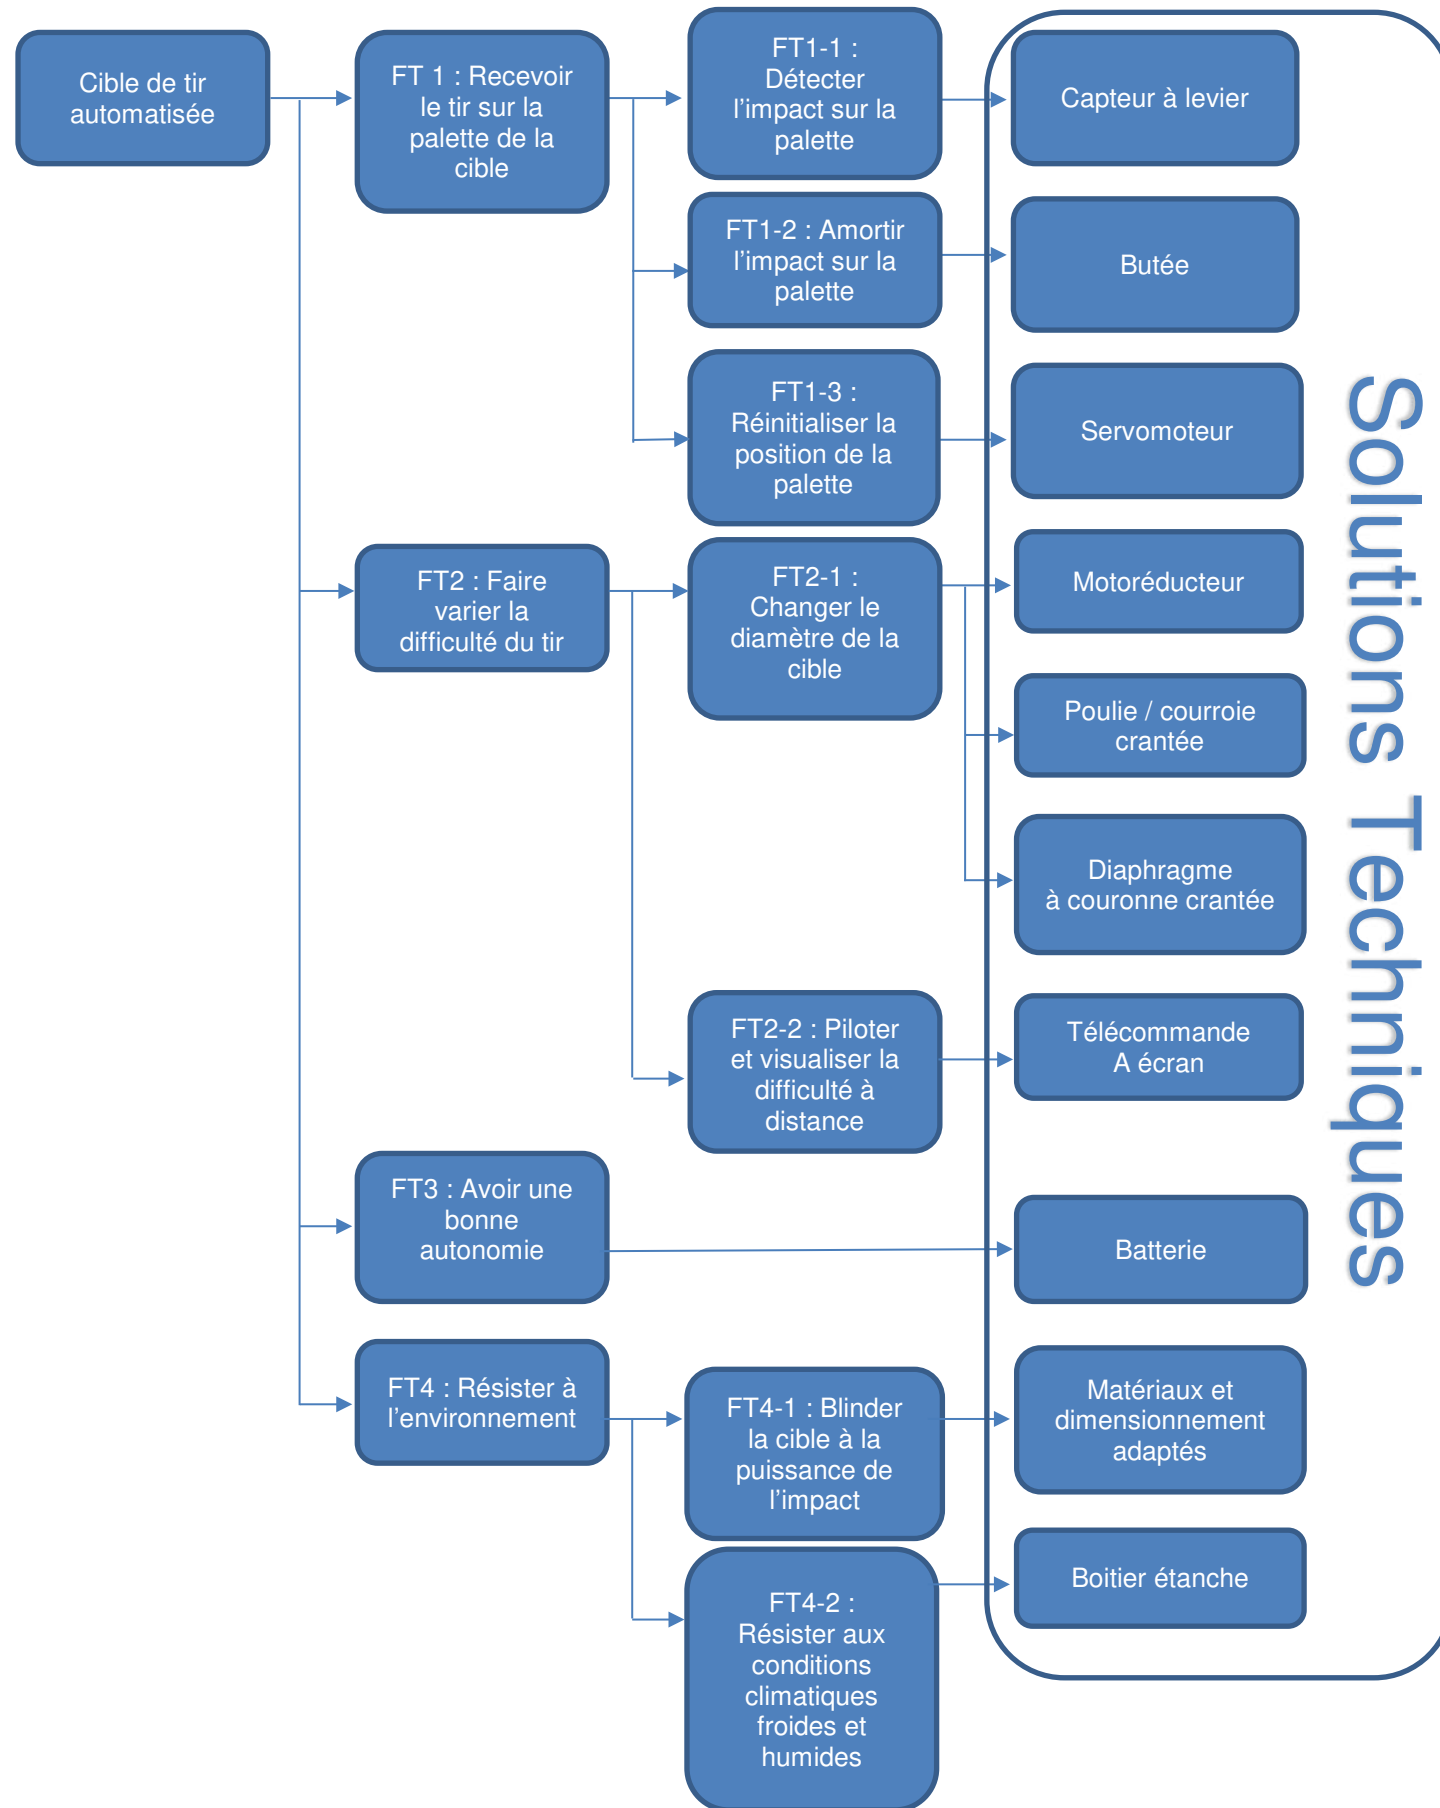 Cible de tir
automatisée
FT 1 : Recevoir
le tir sur la
palette de la
cible
FT1-1 :
Détecter
l’impact sur la
palette
Capteur à levier
FT1-2 : Amortir
l’impact sur la
palette
Butée
FT1-3 :
Réinitialiser la
position de la
palette
Servomoteur
FT2 : Faire
varier la
difficulté du tir
FT2-1 :
Changer le
diamètre de la
cible
Motoréducteur
Poulie / courroie
crantée
Diaphragme
à couronne crantée
FT2-2 : Piloter
et visualiser la
difficulté à
distance
Télécommande
A écran
FT3 : Avoir une
bonne
autonomie
Batterie
FT4 : Résister à
l’environnement
FT4-1 : Blinder
la cible à la
puissance de
l’impact
Matériaux et
dimensionnement
adaptés
FT4-2 :
Résister aux
conditions
climatiques
froides et
humides
Boitier étanche
Solutions Techniques